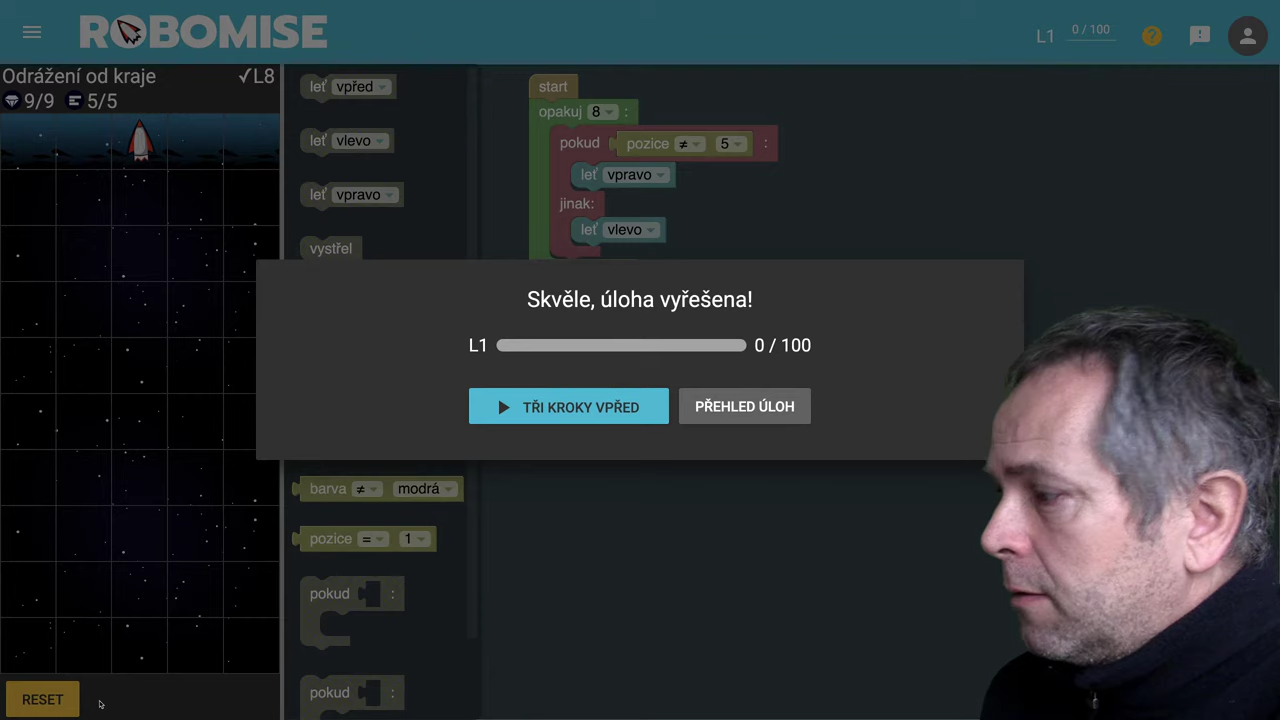 ROBOMISE
L1
0 / 100
?
Odrážení od kraje
✓L8
9/9
5/5
leť vpřed
leť vlevo
leť vpravo
vystřel
start
opakuj 8 :
pokud pozice ≠ 5 :
leť vpravo
jinak:
leť vlevo
Skvěle, úloha vyřešena!
L1 0 / 100
TŘI KROKY VPŘED
PŘEHLED ÚLOH
barva ≠ modrá
pozice = 1
pokud :
pokud :
RESET